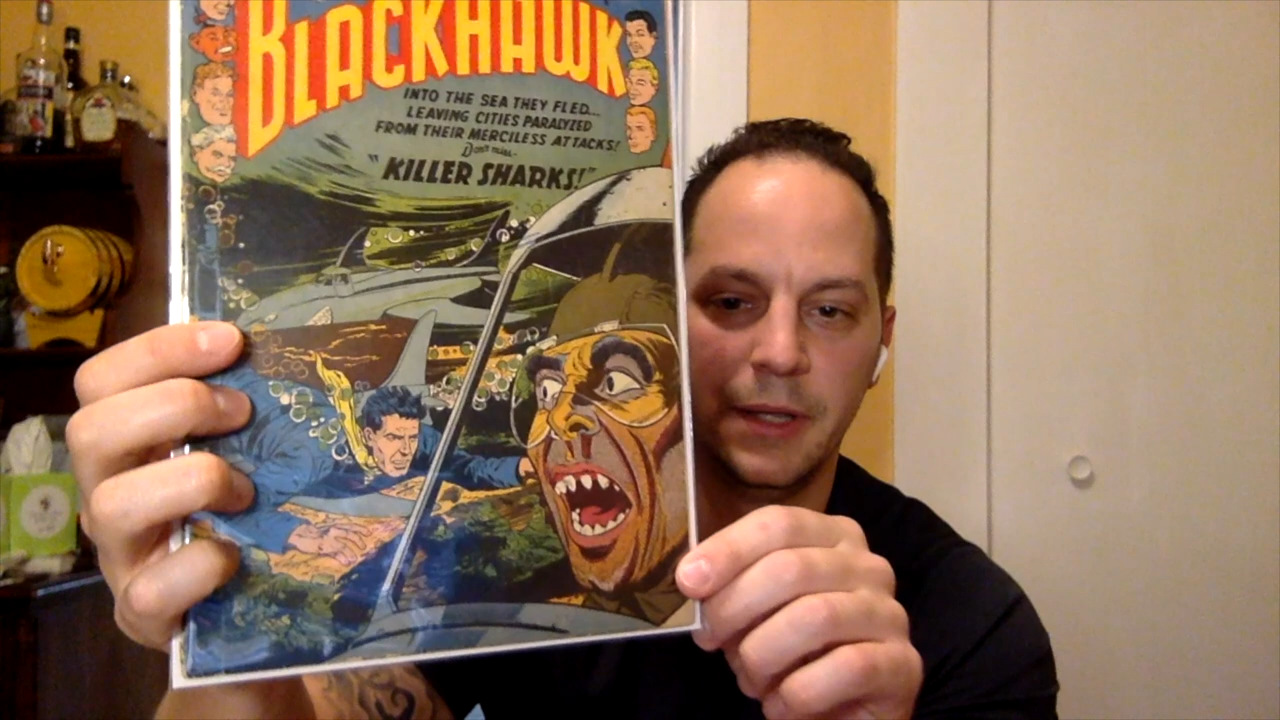 BLACKHAWK
INTO THE SEA THEY FLED...
LEAVING CITIES PARALYZED
FROM THEIR MERCILESS ATTACKS!
Don't miss-
"KILLER SHARKS!"